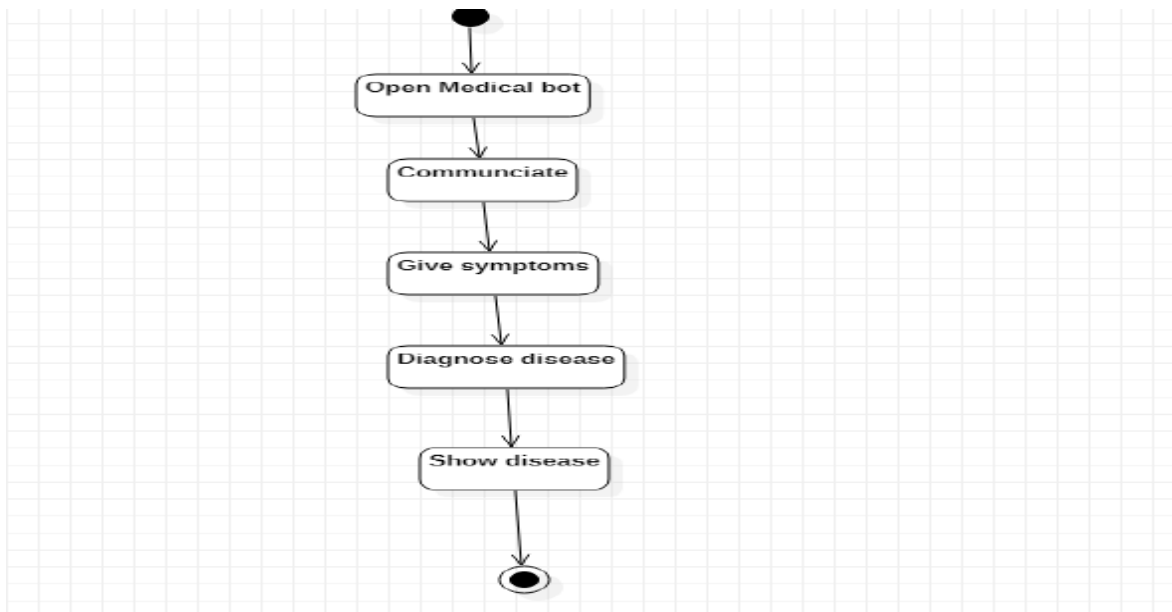 Open Medical bot
Communciate
Give symptoms
Diagnose disease
Show disease